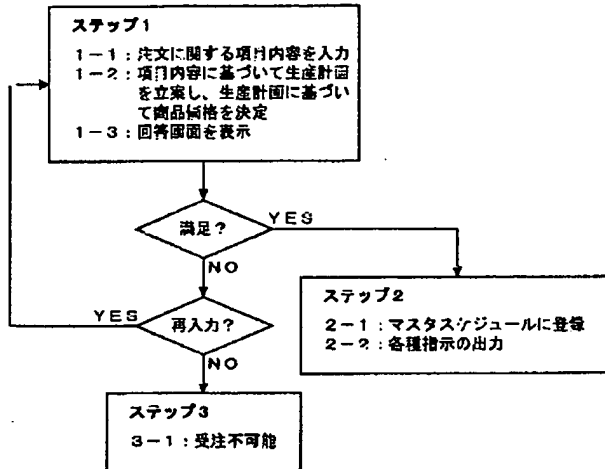 ステップ1
1－1：注文に関する項目内容を入力
1－2：項目内容に基づいて生産計画
を立案し、生産計画に基づい
て商品価格を決定
1－3：回答画面を表示
満足？
YES
NO
YES
再入力？
NO
ステップ2
2－1：マスタスケジュールに登録
2－2：各種指示の出力
ステップ3
3－1：受注不可能